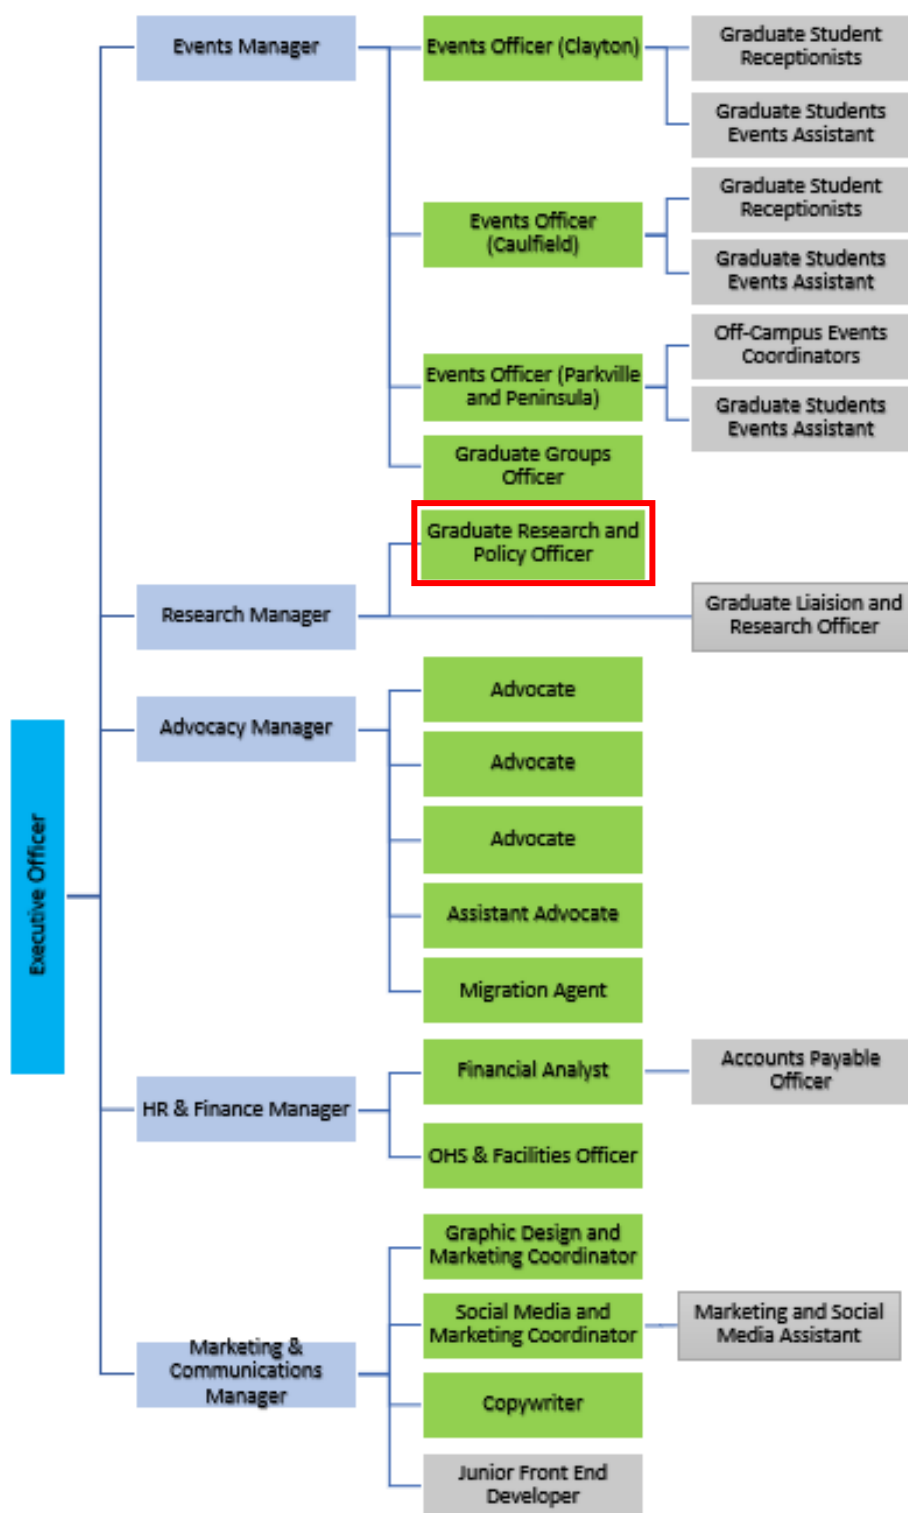 Events Manager
Events Officer (Clayton)
Graduate Student
Receptionists
Graduate Students
Events Assistant
Events Officer
(Caulfield)
Graduate Student
Receptionists
Graduate Students
Events Assistant
Events Officer (Parkville
and Peninsula)
Off-Campus Events
Coordinators
Graduate Students
Events Assistant
Graduate Groups
Officer
Research Manager
Graduate Research and
Policy Officer
Graduate Liaision and
Research Officer
Advocacy Manager
Advocate
Advocate
Advocate
Assistant Advocate
Migration Agent
Executive Officer
HR & Finance Manager
Financial Analyst
Accounts Payable
Officer
OHS & Facilities Officer
Marketing &
Communications
Manager
Graphic Design and
Marketing Coordinator
Social Media and
Marketing Coordinator
Marketing and Social
Media Assistant
Copywriter
Junior Front End
Developer